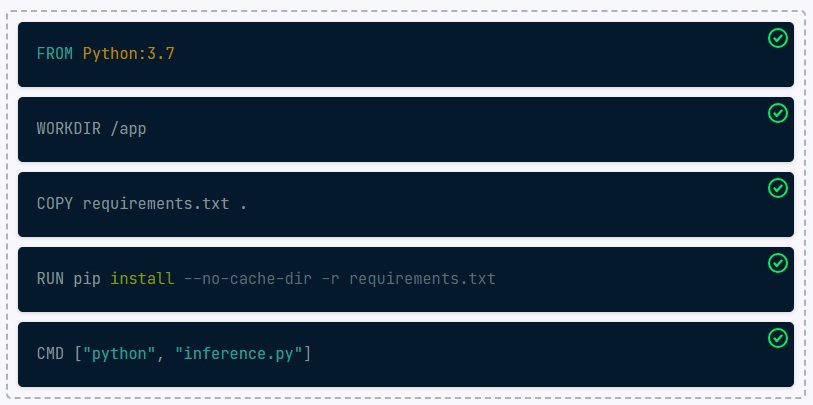 FROM Python:3.7
WORKDIR /app
COPY requirements.txt .
RUN pip install --no-cache-dir -r requirements.txt
CMD ["python", "inference.py"]